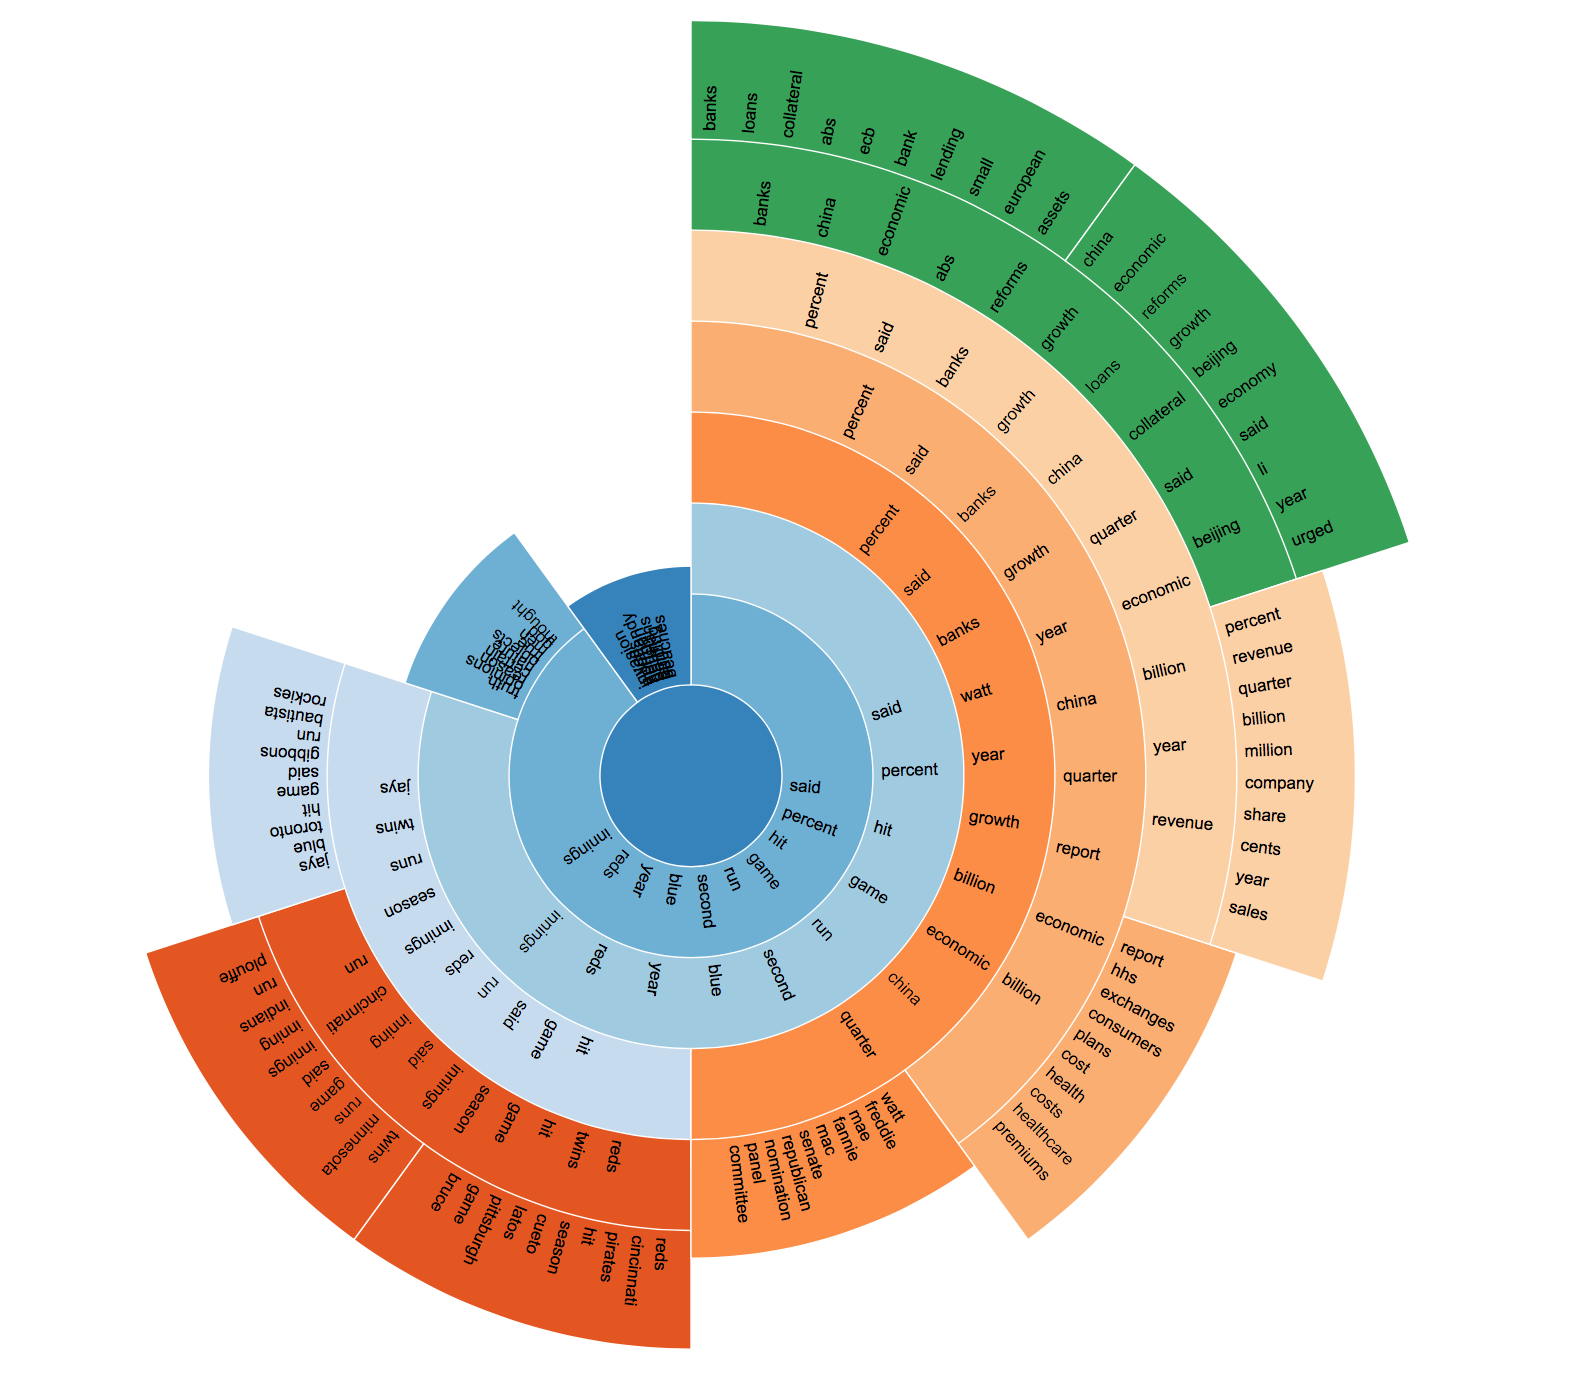 banks
loans
collateral
abs
ecb
bank
lending
small
european
assets
china
economic
reforms
growth
beijing
economy
said
li
year
urged
banks
china
economic
abs
reforms
growth
loans
collateral
said
beijing
percent
said
banks
growth
china
quarter
economic
billion
year
revenue
percent
revenue
quarter
billion
million
company
share
cents
year
sales
percent
said
banks
growth
year
china
quarter
report
economic
billion
report
hhs
exchanges
consumers
plans
cost
health
costs
healthcare
premiums
percent
said
banks
watt
year
growth
billion
economic
china
quarter
watt
freddie
mae
fannie
mac
senate
republican
nomination
panel
committee
said
percent
hit
game
run
second
blue
year
reds
innings
said
percent
hit
game
run
second
blue
year
reds
innings
hit
game
said
run
reds
innings
season
runs
twins
jays
reds
twins
hit
game
season
innings
said
inning
cincinnati
run
reds
cincinnati
pirates
hit
season
cueto
latos
pittsburgh
game
bruce
twins
minnesota
runs
game
said
innings
inning
indians
run
plouffe
jays
blue
toronto
hit
game
said
gibbons
run
bautista
rockies